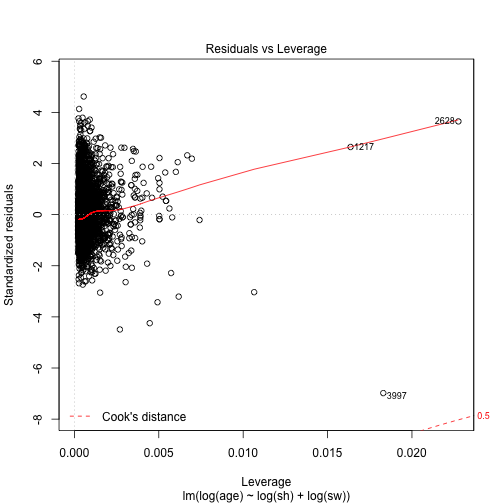 Residuals vs Leverage
Standardized residuals
6
4
2
0
-2
-4
-6
-8
2628
1217
3997
0.5
Cook's distance
0.000 0.005 0.010 0.015 0.020
Leverage
lm(log(age) ~ log(sh) + log(sw))